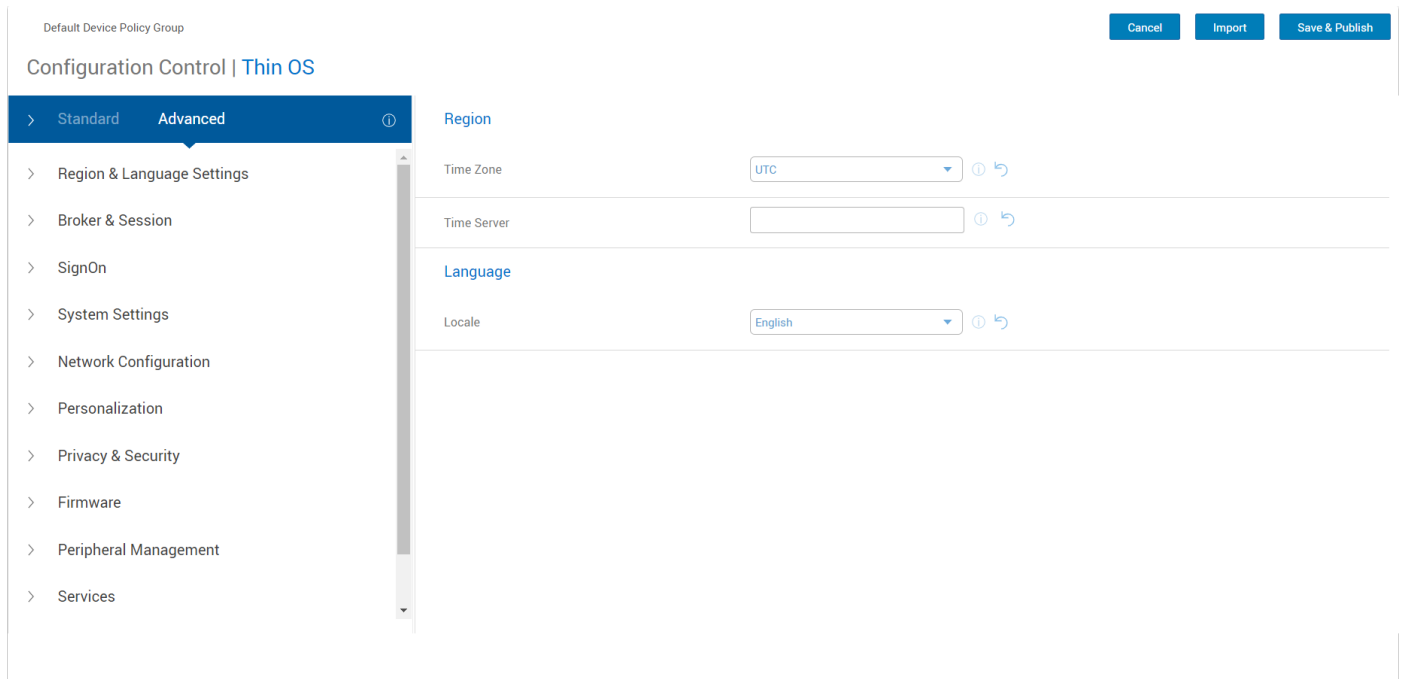 Default Device Policy Group
Cancel
Import
Save & Publish
Configuration Control | Thin OS
Standard
Advanced
Region & Language Settings
Broker & Session
SignOn
System Settings
Network Configuration
Personalization
Privacy & Security
Firmware
Peripheral Management
Services
Region
Time Zone
UTC
Time Server
Language
Locale
English